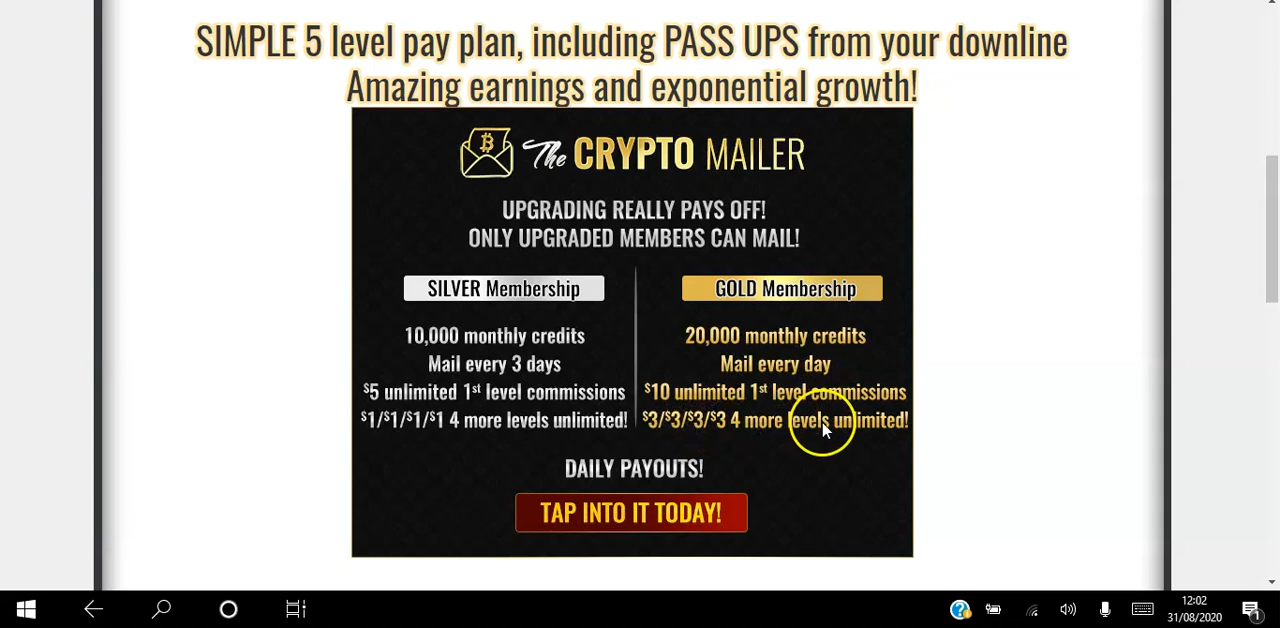 SIMPLE 5 level pay plan, including PASS UPS from your downline
Amazing earnings and exponential growth!
The CRYPTO MAILER
UPGRADING REALLY PAYS OFF!
ONLY UPGRADED MEMBERS CAN MAIL!
SILVER Membership
10,000 monthly credits
Mail every 3 days
$5 unlimited 1st level commissions
$1/$1/$1/$1 4 more levels unlimited!
GOLD Membership
20,000 monthly credits
Mail every day
$10 unlimited 1st level commissions
$3/$3/$3/$3 4 more levels unlimited!
DAILY PAYOUTS!
TAP INTO IT TODAY!
12:02
31/08/2020
1